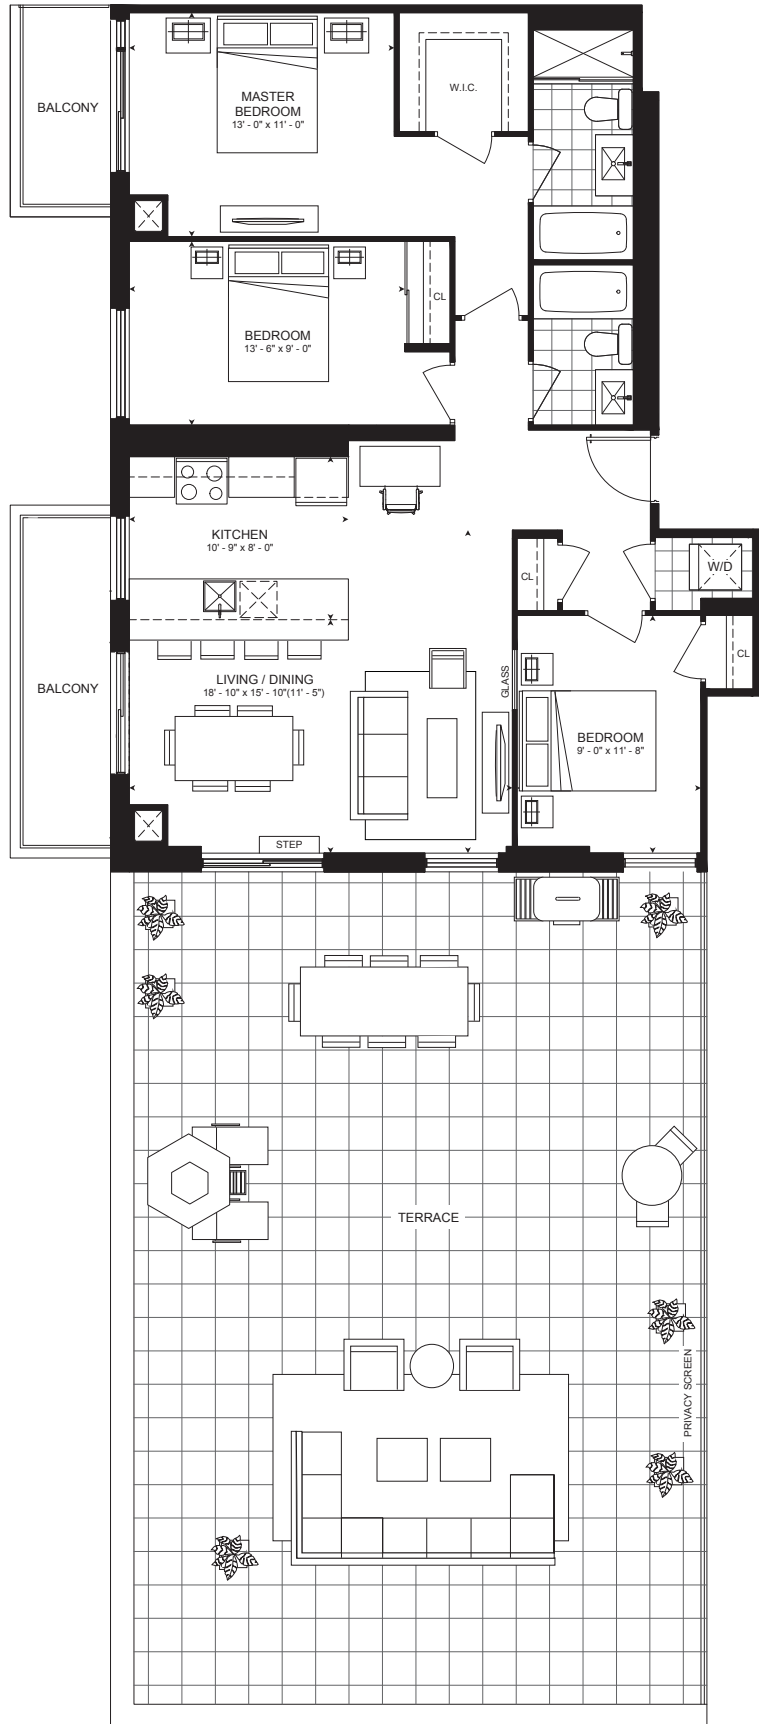 BALCONY
MASTER
BEDROOM
13' - 0" x 11' - 0"
W.I.C.
CL
BEDROOM
13' - 6" x 9' - 0"
KITCHEN
10' - 9" x 8' - 0"
CL
W/D
BALCONY
LIVING / DINING
18' - 10" x 15' - 10"(11' - 5")
GLASS
CL
BEDROOM
9' - 0" x 11' - 8"
STEP
TERRACE
PRIVACY SCREEN